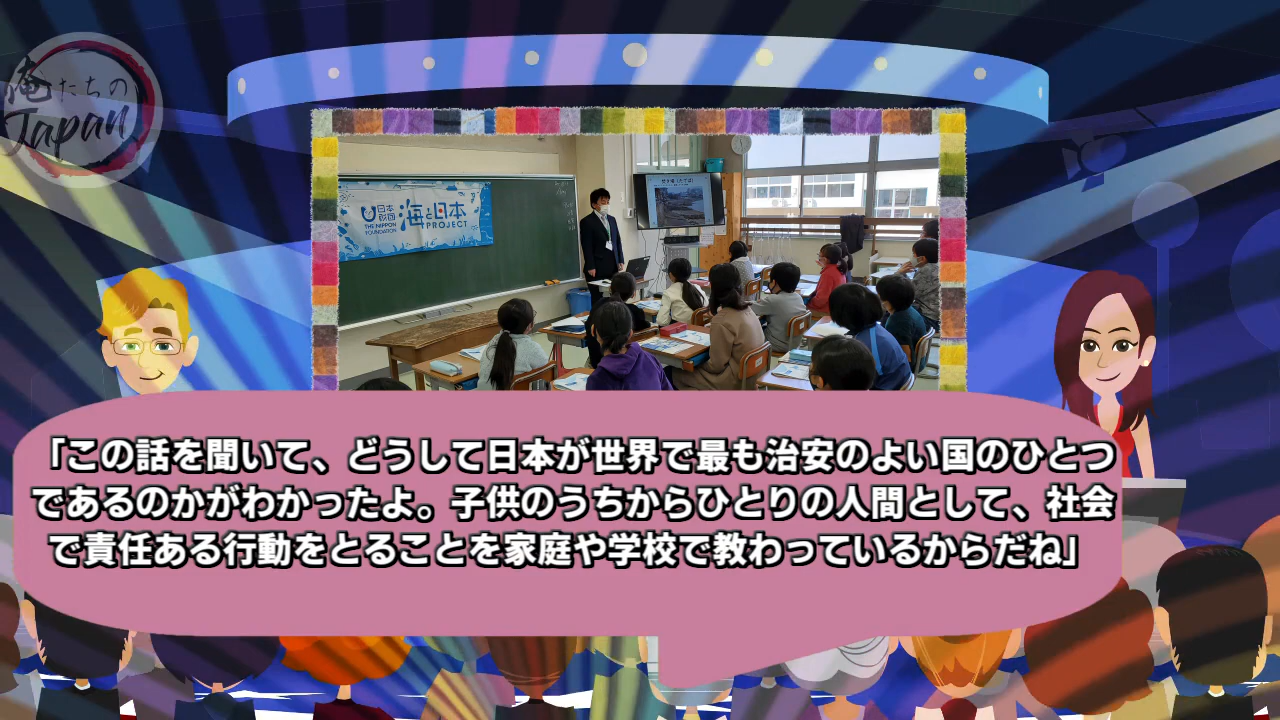 俺たちの
Japan
日本
財団
THE NIPPON
FOUNDATION
海と日本
PROJECT
「この話を聞いて、どうして日本が世界で最も治安のよい国のひとつ
であるのかがわかったよ。子供のうちからひとりの人間として、社会
で責任ある行動をとることを家庭や学校で教わっているからだね」